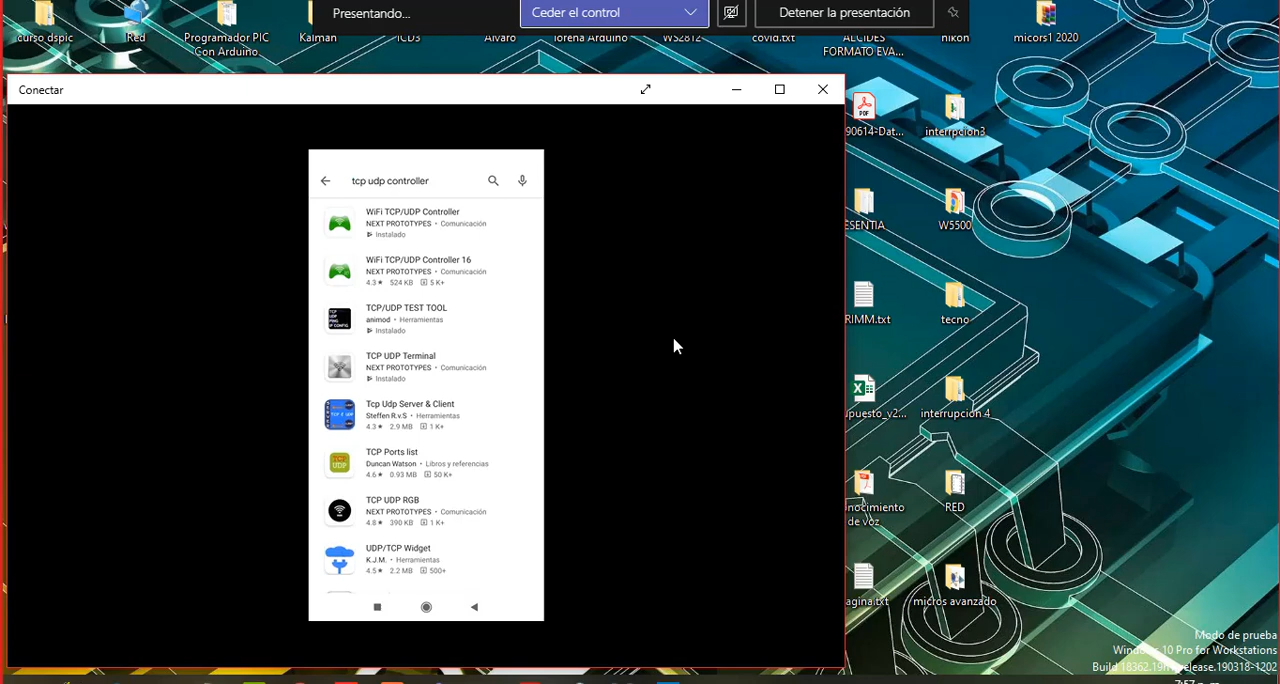 Presentando...
Ceder el control
Detener la presentación
curso dspic
Red
Programador PIC
Con Arduino
Kalman
ICD3
Alvaro
lorena Arduino
WS2812
covid.txt
ALCIDES
FORMATO EVA...
nikon
micors1 2020
Conectar
tcp udp controller
WiFi TCP/UDP Controller
NEXT PROTOTYPES • Comunicación
Instalado
WiFi TCP/UDP Controller 16
NEXT PROTOTYPES • Comunicación
4.3 ★ 524 KB 5 K+
TCP/UDP TEST TOOL
animod • Herramientas
Instalado
TCP UDP Terminal
NEXT PROTOTYPES • Comunicación
Instalado
Tcp Udp Server & Client
Steffen R.v.S • Herramientas
4.3 ★ 2.9 MB 1 K+
TCP Ports list
Duncan Watson • Libros y referencias
4.6 ★ 0.93 MB 50 K+
TCP UDP RGB
NEXT PROTOTYPES • Comunicación
4.8 ★ 390 KB 1 K+
UDP/TCP Widget
K.J.M. • Herramientas
4.5 ★ 2.2 MB 500+
90614-Dat...
interrpcion3
ESENTIA
W5500
RIMM.txt
tecno
upuesto_v2...
interrupcion 4
onocimiento
de voz
RED
agina.txt
micros avanzado
Modo de prueba
Windows 10 Pro for Workstations
Build 18362.19h1_release.190318-1202